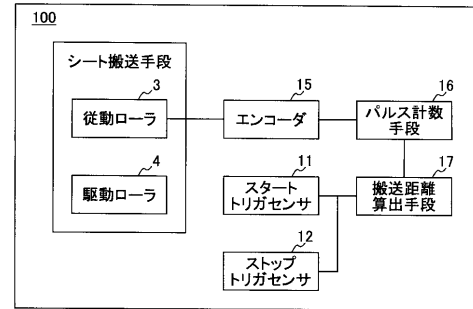 100
シート搬送手段
3
従動ローラ
4
駆動ローラ
15
エンコーダ
16
パルス計数
手段
11
スタート
トリガセンサ
17
搬送距離
算出手段
12
ストップ
トリガセンサ